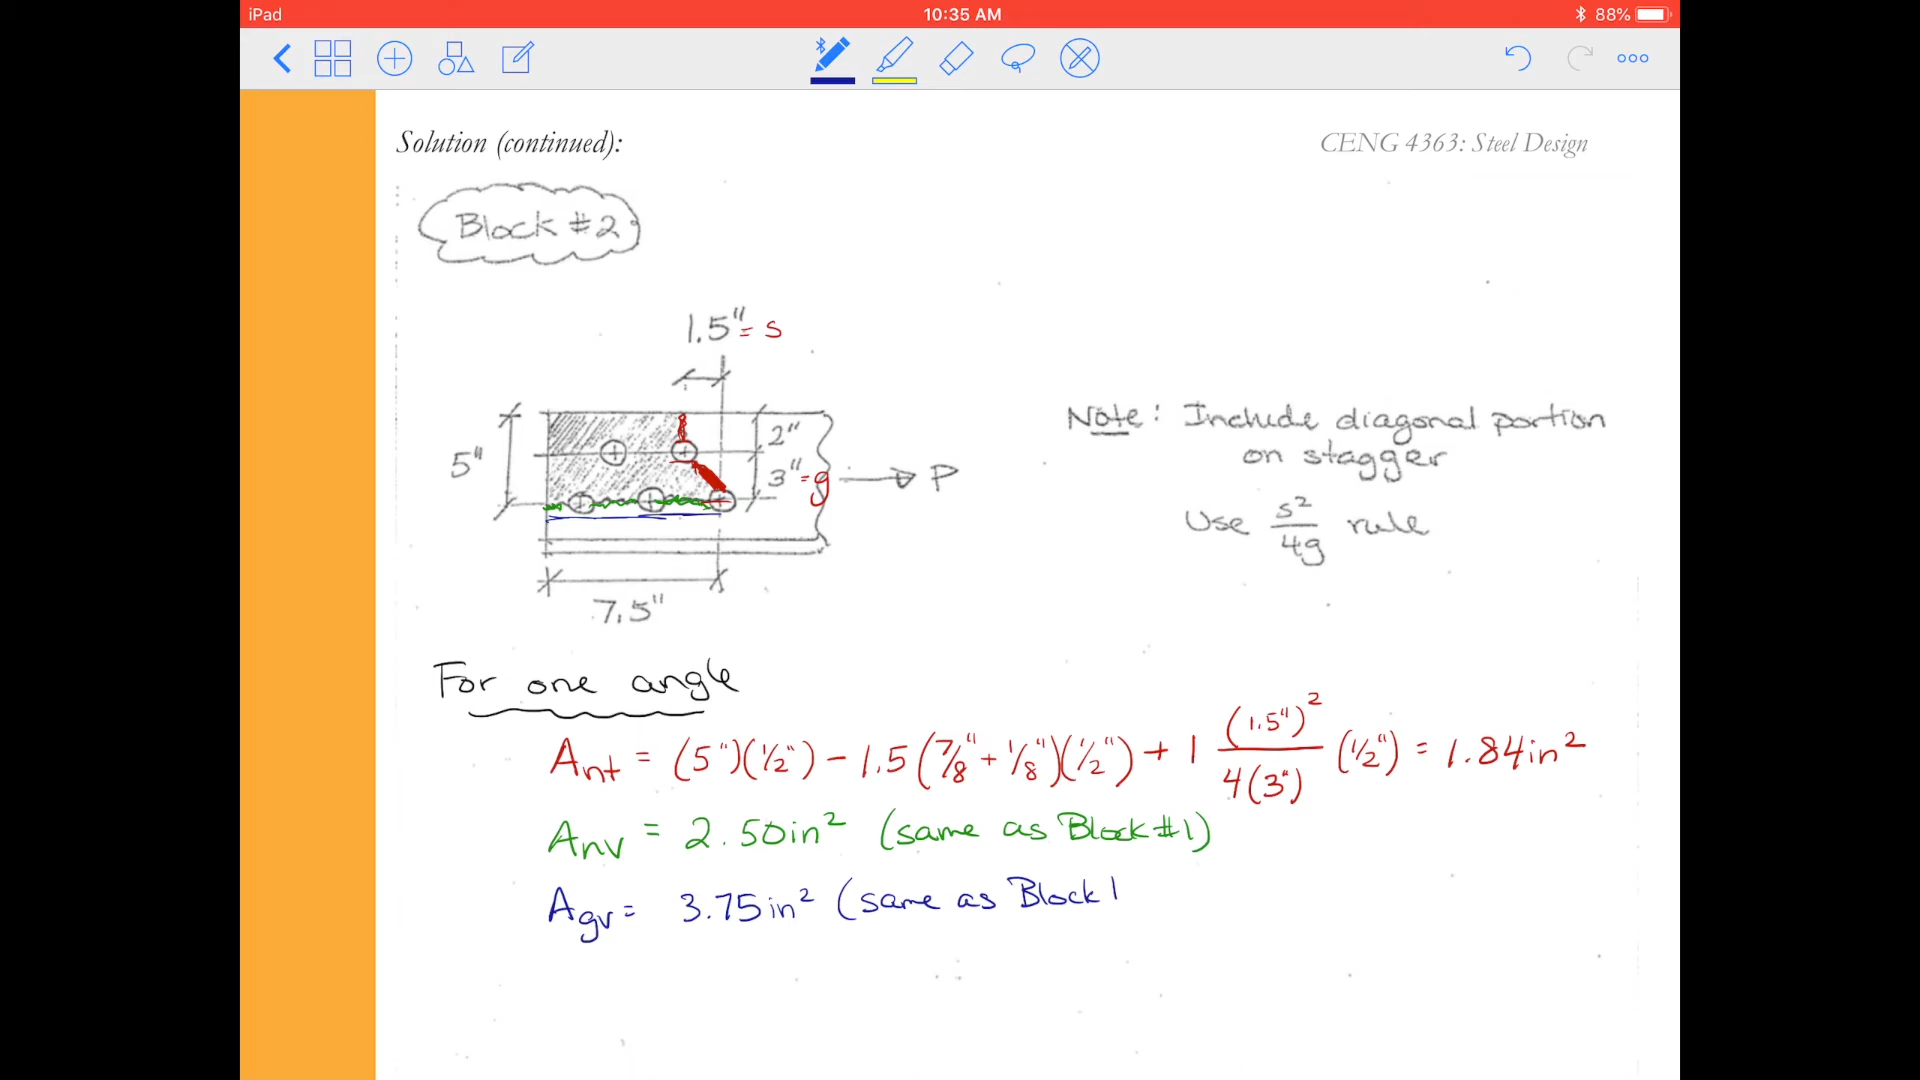 iPad 10:35 AM 88%
Solution (continued): CENG 4363: Steel Design
Block #2
1.5" = s
2"
5"
3" = g
P
7.5"
Note: Include diagonal portion
on stagger
Use s²/4g rule
For one angle
Ant = (5")(1/2") - 1.5(7/8" + 1/8")(1/2") + 1 (1.5")²/4(3") (1/2") = 1.84in²
Anv = 2.50in² (same as Block #1)
Agv = 3.75in² (same as Block 1